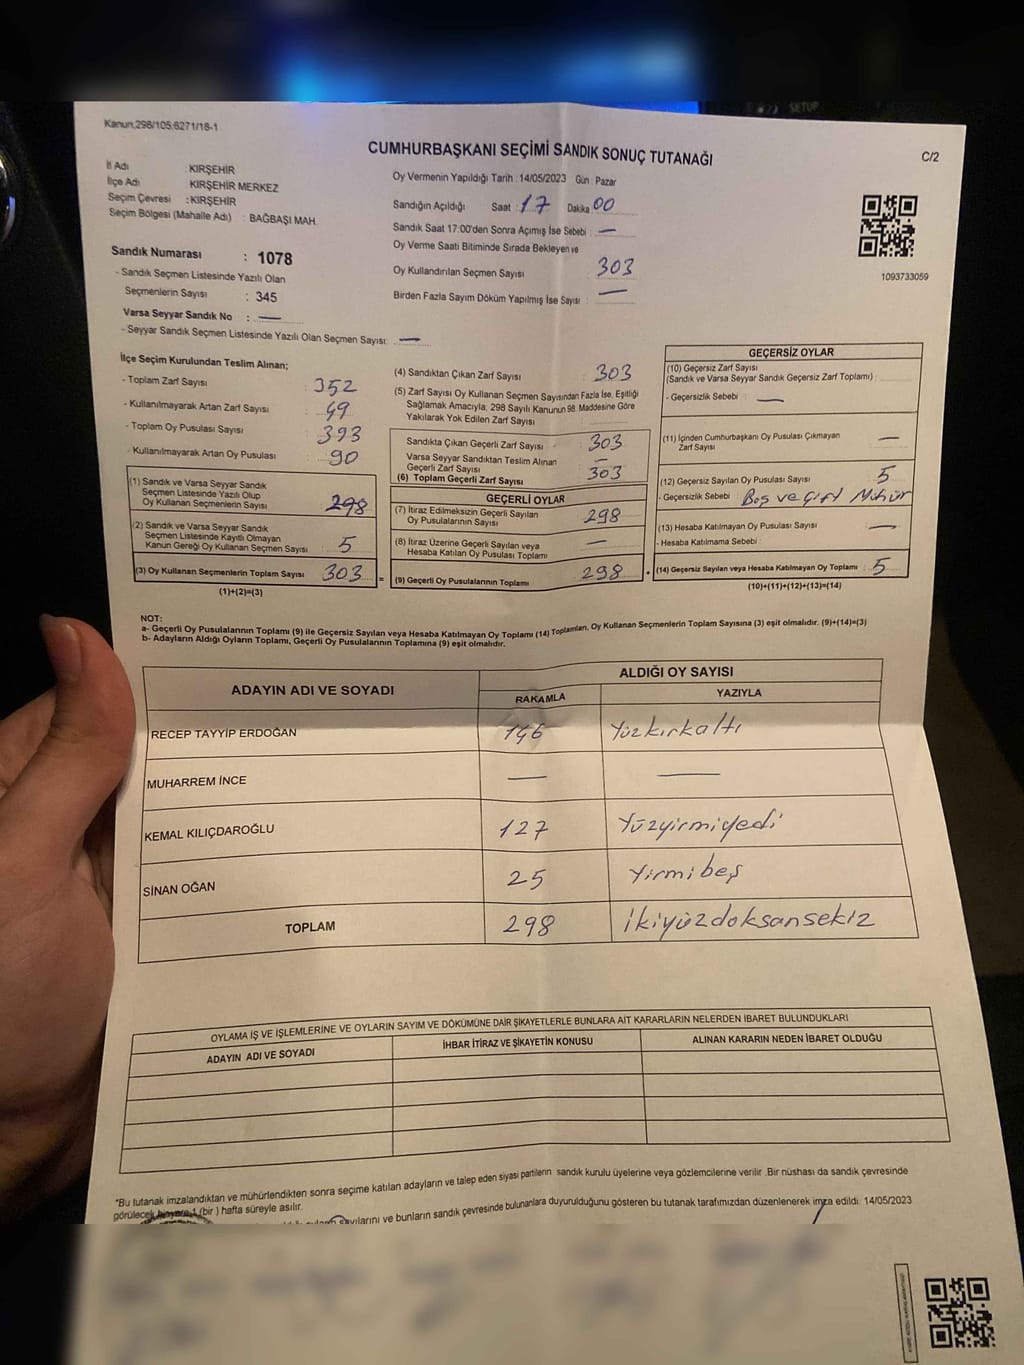 SETUP
Kanun,298/105;6271/18-1
CUMHURBAŞKANI SEÇİMİ SANDIK SONUÇ TUTANAĞI
C/2
İl Adı : KIRŞEHİR
İlçe Adı : KIRŞEHİR MERKEZ
Seçim Çevresi : KIRŞEHİR
Seçim Bölgesi (Mahalle Adı) : BAĞBAŞI MAH.
Sandık Numarası : 1078
- Sandık Seçmen Listesinde Yazılı Olan
Seçmenlerin Sayısı : 345
Varsa Seyyar Sandık No : —
- Seyyar Sandık Seçmen Listesinde Yazılı Olan Seçmen Sayısı: —
Oy Vermenin Yapıldığı Tarih : 14/05/2023 Gün : Pazar
Sandığın Açıldığı Saat : 17 Dakika 00
Sandık Saat 17:00'den Sonra Açımış İse Sebebi : —
Oy Verme Saati Bitiminde Sırada Bekleyen ve
Oy Kullandırılan Seçmen Sayısı 303
Birden Fazla Sayım Döküm Yapılmış İse Sayısı : —
1093733059
İlçe Seçim Kurulundan Teslim Alınan;
- Toplam Zarf Sayısı 352
- Kullanılmayarak Artan Zarf Sayısı 49
- Toplam Oy Pusulası Sayısı 393
- Kullanılmayarak Artan Oy Pusulası 90
(1) Sandık ve Varsa Seyyar Sandık
Seçmen Listesinde Yazılı Olup
Oy Kullanan Seçmenlerin Sayısı 298
(2) Sandık ve Varsa Seyyar Sandık
Seçmen Listesinde Kayıtlı Olmayan
Kanun Gereği Oy Kullanan Seçmen Sayısı 5
(3) Oy Kullanan Seçmenlerin Toplam Sayısı 303 =
(1)+(2)=(3)
(4) Sandıktan Çıkan Zarf Sayısı 303
(5) Zarf Sayısı Oy Kullanan Seçmen Sayısından Fazla İse, Eşitliği
Sağlamak Amacıyla, 298 Sayılı Kanunun 98. Maddesine Göre
Yakılarak Yok Edilen Zarf Sayısı :
Sandıkta Çıkan Geçerli Zarf Sayısı : 303
Varsa Seyyar Sandıktan Teslim Alınan
Geçerli Zarf Sayısı : —
(6) Toplam Geçerli Zarf Sayısı : 303
GEÇERLİ OYLAR
(7) İtiraz Edilmeksizin Geçerli Sayılan
Oy Pusulalarının Sayısı : 298
(8) İtiraz Üzerine Geçerli Sayılan veya
Hesaba Katılan Oy Pusulası Toplamı : —
(9) Geçerli Oy Pusulalarının Toplamı : 298 +
GEÇERSİZ OYLAR
(10) Geçersiz Zarf Sayısı
(Sandık ve Varsa Seyyar Sandık Geçersiz Zarf Toplamı) :
- Geçersizlik Sebebi : —
(11) İçinden Cumhurbaşkanı Oy Pusulası Çıkmayan
Zarf Sayısı : —
(12) Geçersiz Sayılan Oy Pusulası Sayısı : 5
- Geçersizlik Sebebi : Boş ve Çift Mühür
(13) Hesaba Katılmayan Oy Pusulası Sayısı : —
- Hesaba Katılmama Sebebi :
(14) Geçersiz Sayılan veya Hesaba Katılmayan Oy Toplamı : 5
(10)+(11)+(12)+(13)=(14)
NOT:
a- Geçerli Oy Pusulalarının Toplamı (9) ile Geçersiz Sayılan veya Hesaba Katılmayan Oy Toplamı (14) Toplamları, Oy Kullanan Seçmenlerin Toplam Sayısına (3) eşit olmalıdır. (9)+(14)=(3)
b- Adayların Aldığı Oyların Toplamı, Geçerli Oy Pusulalarının Toplamına (9) eşit olmalıdır.
ADAYIN ADI VE SOYADI
ALDIĞI OY SAYISI
RAKAMLA YAZIYLA
RECEP TAYYİP ERDOĞAN 146 Yüzkırkaltı
MUHARREM İNCE — —
KEMAL KILIÇDAROĞLU 127 Yüzyirmiyedi
SİNAN OĞAN 25 Yirmibeş
TOPLAM 298 İkiyüzdoksansekiz
OYLAMA İŞ VE İŞLEMLERİNE VE OYLARIN SAYIM VE DÖKÜMÜNE DAİR ŞİKAYETLERLE BUNLARA AİT KARARLARIN NELERDEN İBARET BULUNDUKLARI
ADAYIN ADI VE SOYADI İHBAR İTİRAZ VE ŞİKAYETİN KONUSU ALINAN KARARIN NEDEN İBARET OLDUĞU
"Bu tutanak imzalandıktan ve mühürlendikten sonra seçime katılan adayların ve talep eden siyasi partilerin sandık kurulu üyelerine veya gözlemcilerine verilir .Bir nüshası da sandık çevresinde
görülecek 1 (bir ) hafta süreyle asılır.
sayılarını ve bunların sandık çevresinde bulunanlara duyurulduğunu gösteren bu tutanak tarafımızdan düzenlenerek imza edildi. 14/05/2023